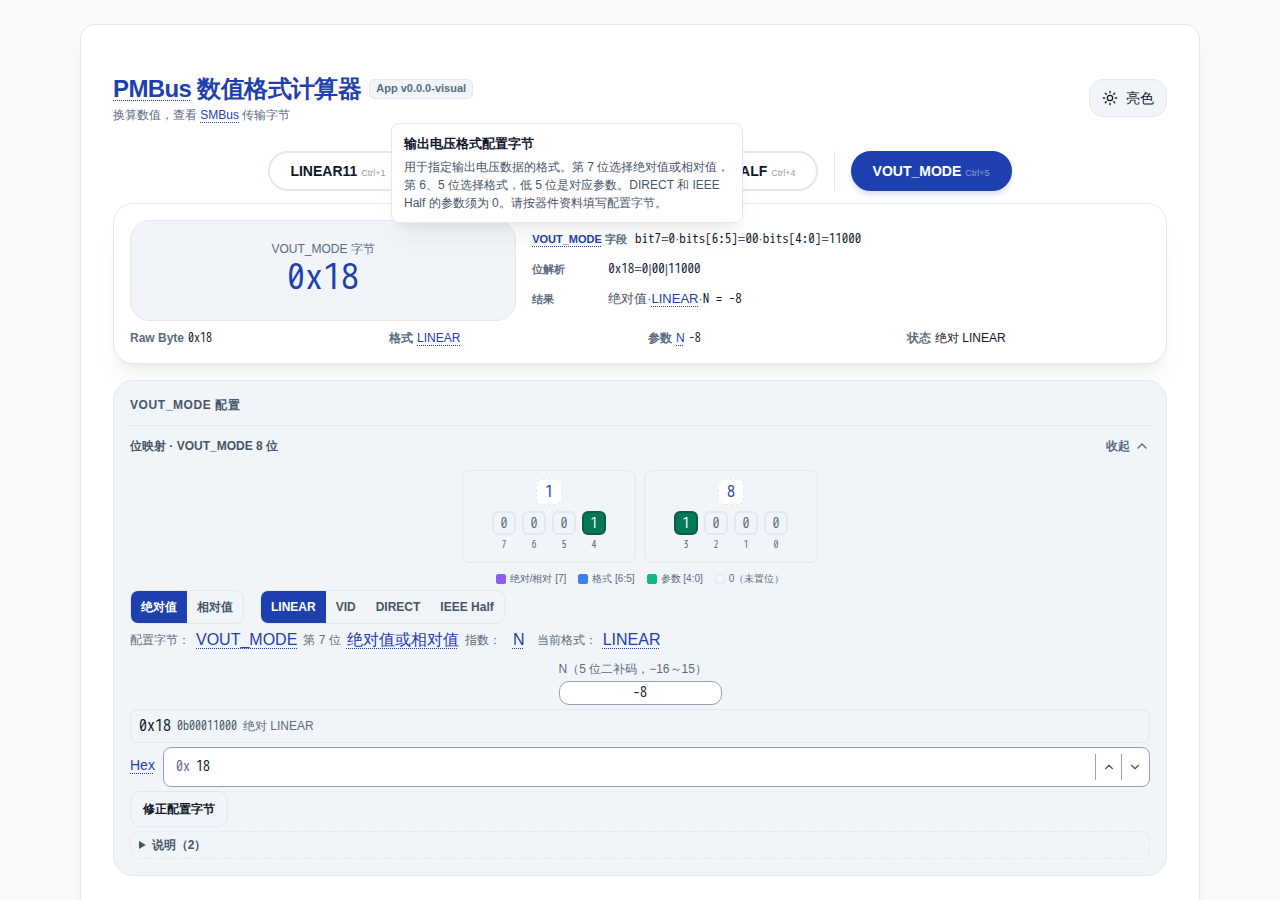 PMBus 数值格式计算器 App v0.0.0-visual
换算数值，查看 SMBus 传输字节
亮色
LINEAR11 Ctrl+1
ALF Ctrl+4
VOUT_MODE Ctrl+5
输出电压格式配置字节
用于指定输出电压数据的格式。第 7 位选择绝对值或相对值，
第 6、5 位选择格式，低 5 位是对应参数。DIRECT 和 IEEE
Half 的参数须为 0。请按器件资料填写配置字节。
VOUT_MODE 字节
0x18
VOUT_MODE 字段 bit7=0·bits[6:5]=00·bits[4:0]=11000
位解析 0x18=0|00|11000
结果 绝对值·LINEAR·N = -8
Raw Byte 0x18
格式 LINEAR
参数 N -8
状态 绝对 LINEAR
VOUT_MODE 配置
位映射 · VOUT_MODE 8 位
收起
1 8
0 0 0 1 1 0 0 0
7 6 5 4 3 2 1 0
绝对/相对 [7] 格式 [6:5] 参数 [4:0] 0（未置位）
绝对值 相对值 LINEAR VID DIRECT IEEE Half
配置字节： VOUT_MODE 第 7 位 绝对值或相对值 指数： N 当前格式： LINEAR
N（5 位二补码，−16～15）
-8
0x18 0b00011000 绝对 LINEAR
Hex 0x 18
修正配置字节
说明（2）